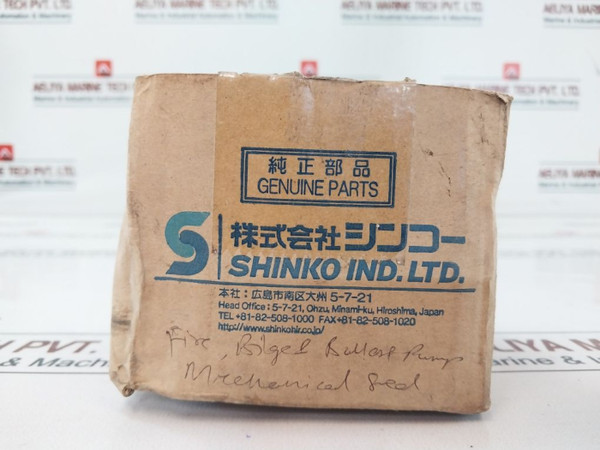 純正部品
GENUINE PARTS
株式会社シンコー
SHINKO IND. LTD.
本社：広島市南区大州 5-7-21
Head Office : 5-7-21, Ohzu, Minami-ku, Hiroshima, Japan
TEL +81-82-508-1000 FAX+81-82-508-1020
http://www.shinkohir.co.jp/
Fire, Bilge & Ballast Pumps
Mechanical Seal